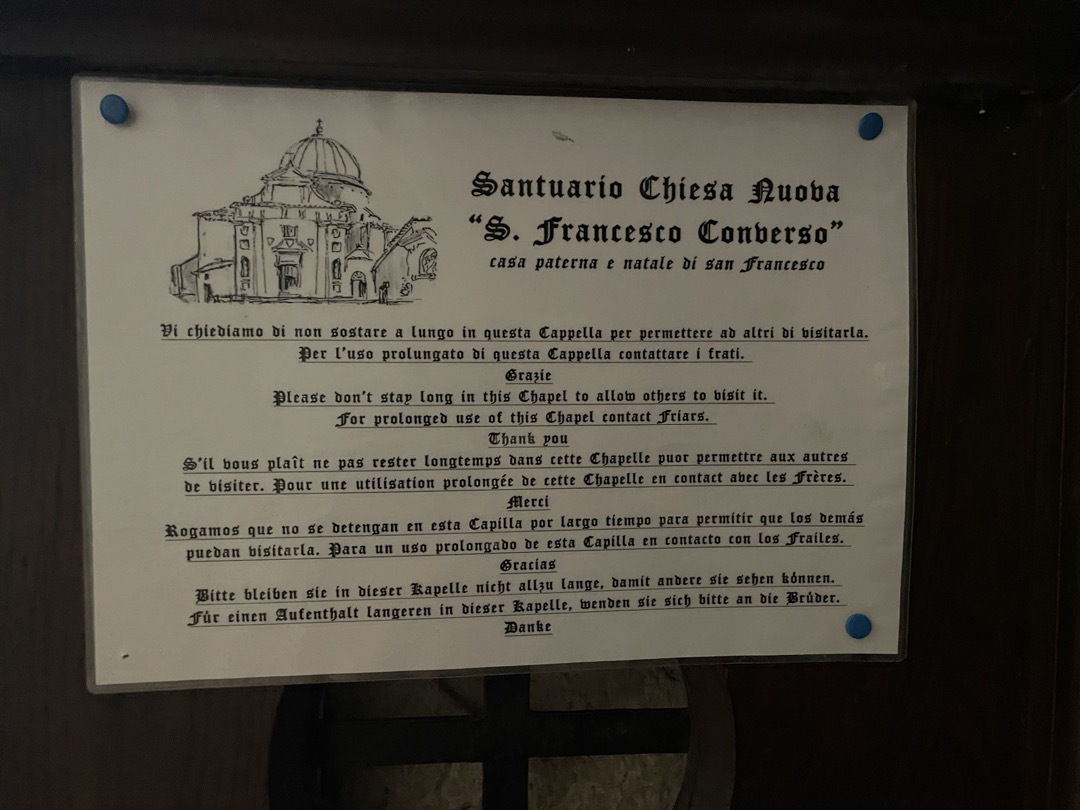 Santuario Chiesa Nuova
“S. Francesco Converso”
casa paterna e natale di san Francesco
Vi chiediamo di non sostare a lungo in questa Cappella per permettere ad altri di visitarla.
Per l'uso prolungato di questa Cappella contattare i frati.
Grazie
Please don't stay long in this Chapel to allow others to visit it.
For prolonged use of this Chapel contact Friars.
Thank you
S'il vous plaît ne pas rester longtemps dans cette Chapelle puor permettre aux autres
de visiter. Pour une utilisation prolongée de cette Chapelle en contact avec les Frères.
Merci
Rogamos que no se detengan en esta Capilla por largo tiempo para permitir que los demás
puedan visitarla. Para un uso prolongado de esta Capilla en contacto con los Frailes.
Gracias
Bitte bleiben sie in dieser Kapelle nicht allzu lange, damit andere sie sehen können.
Für einen Aufenthalt langeren in dieser Kapelle, wenden sie sich bitte an die Brüder.
Danke